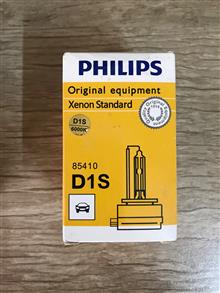 PHILIPS
Original equipment
Xenon Standard
D1S
6000K
85410
D1S